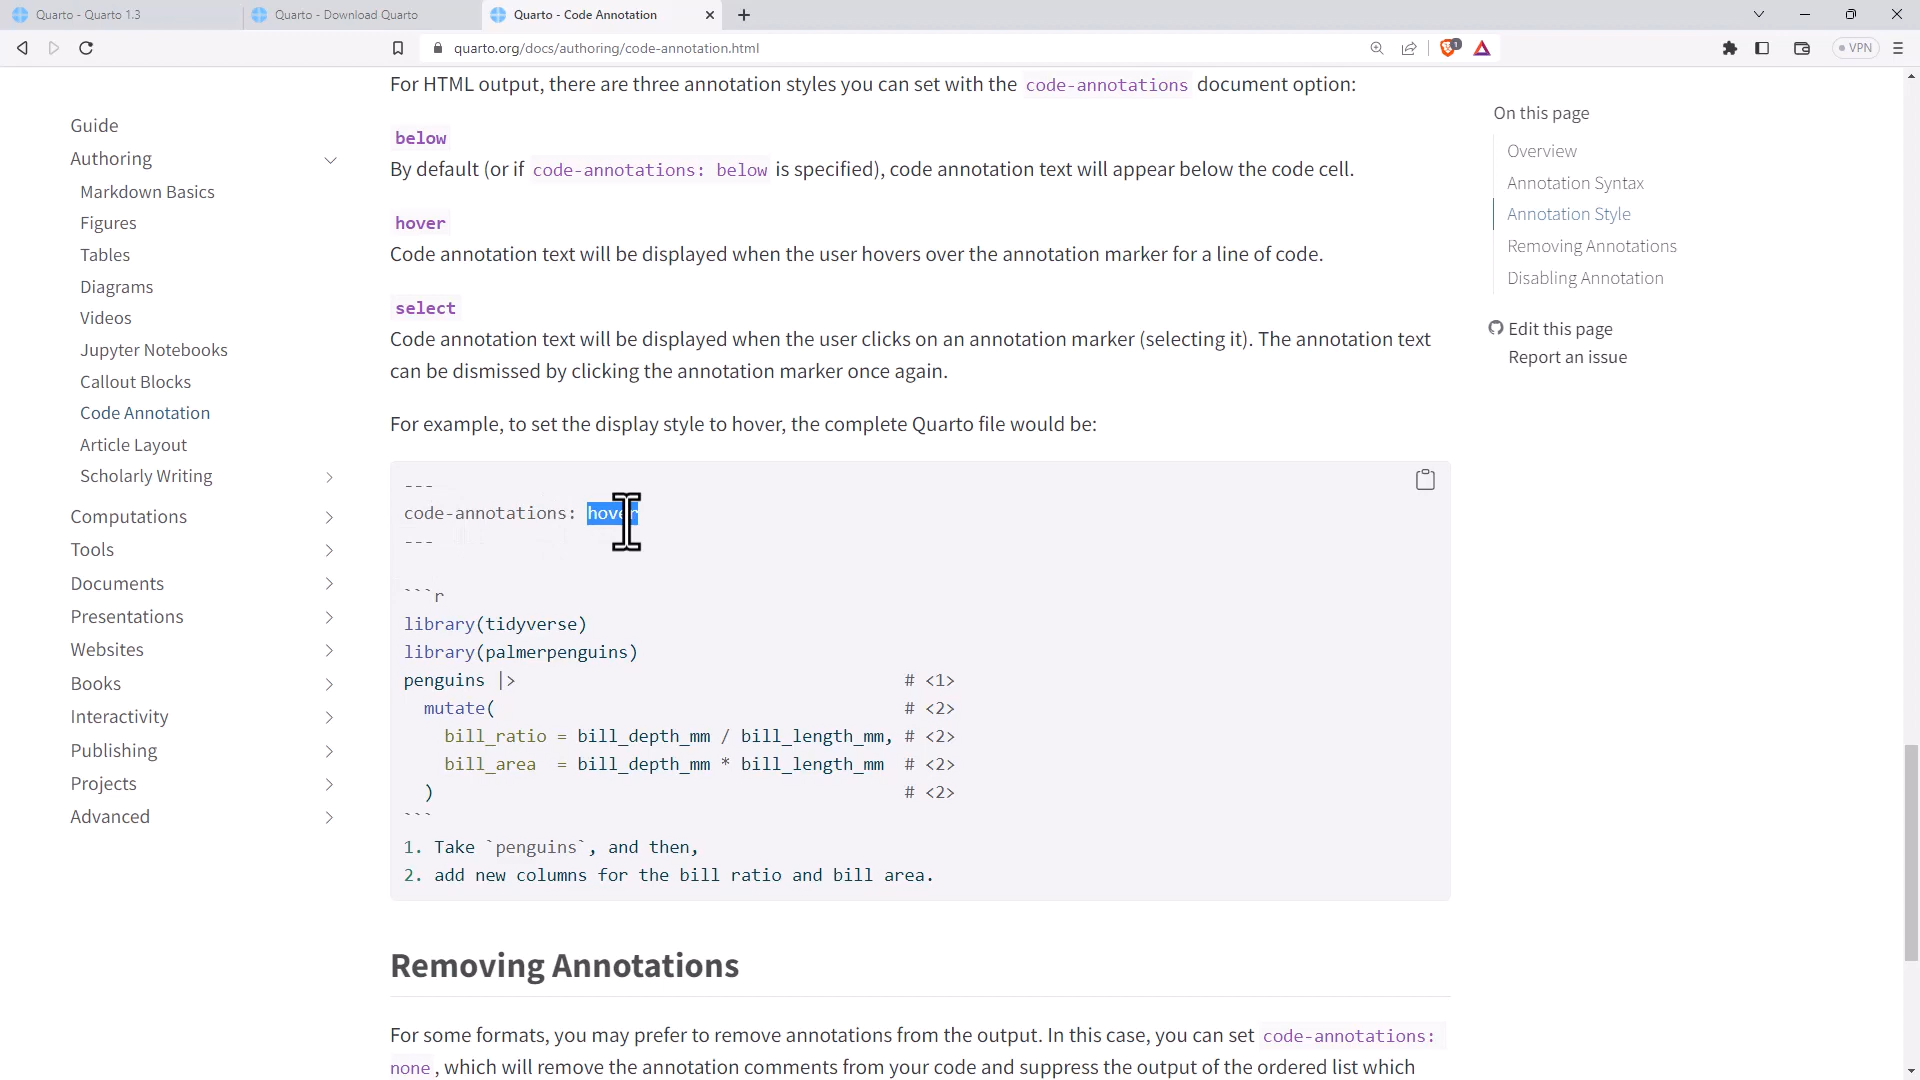 Quarto - Quarto 1.3
Quarto - Download Quarto
Quarto - Code Annotation
quarto.org/docs/authoring/code-annotation.html
1
VPN
Guide
Authoring
Markdown Basics
Figures
Tables
Diagrams
Videos
Jupyter Notebooks
Callout Blocks
Code Annotation
Article Layout
Scholarly Writing
Computations
Tools
Documents
Presentations
Websites
Books
Interactivity
Publishing
Projects
Advanced
For HTML output, there are three annotation styles you can set with the code-annotations document option:
below
By default (or if code-annotations: below is specified), code annotation text will appear below the code cell.
hover
Code annotation text will be displayed when the user hovers over the annotation marker for a line of code.
select
Code annotation text will be displayed when the user clicks on an annotation marker (selecting it). The annotation text
can be dismissed by clicking the annotation marker once again.
For example, to set the display style to hover, the complete Quarto file would be:
---
code-annotations: hover
---
```r
library(tidyverse)
library(palmerpenguins)
penguins |>                                      # <1>
  mutate(                                        # <2>
    bill_ratio = bill_depth_mm / bill_length_mm, # <2>
    bill_area  = bill_depth_mm * bill_length_mm  # <2>
  )                                              # <2>
```
1. Take `penguins`, and then,
2. add new columns for the bill ratio and bill area.
Removing Annotations
For some formats, you may prefer to remove annotations from the output. In this case, you can set code-annotations:
none, which will remove the annotation comments from your code and suppress the output of the ordered list which
On this page
Overview
Annotation Syntax
Annotation Style
Removing Annotations
Disabling Annotation
Edit this page
Report an issue